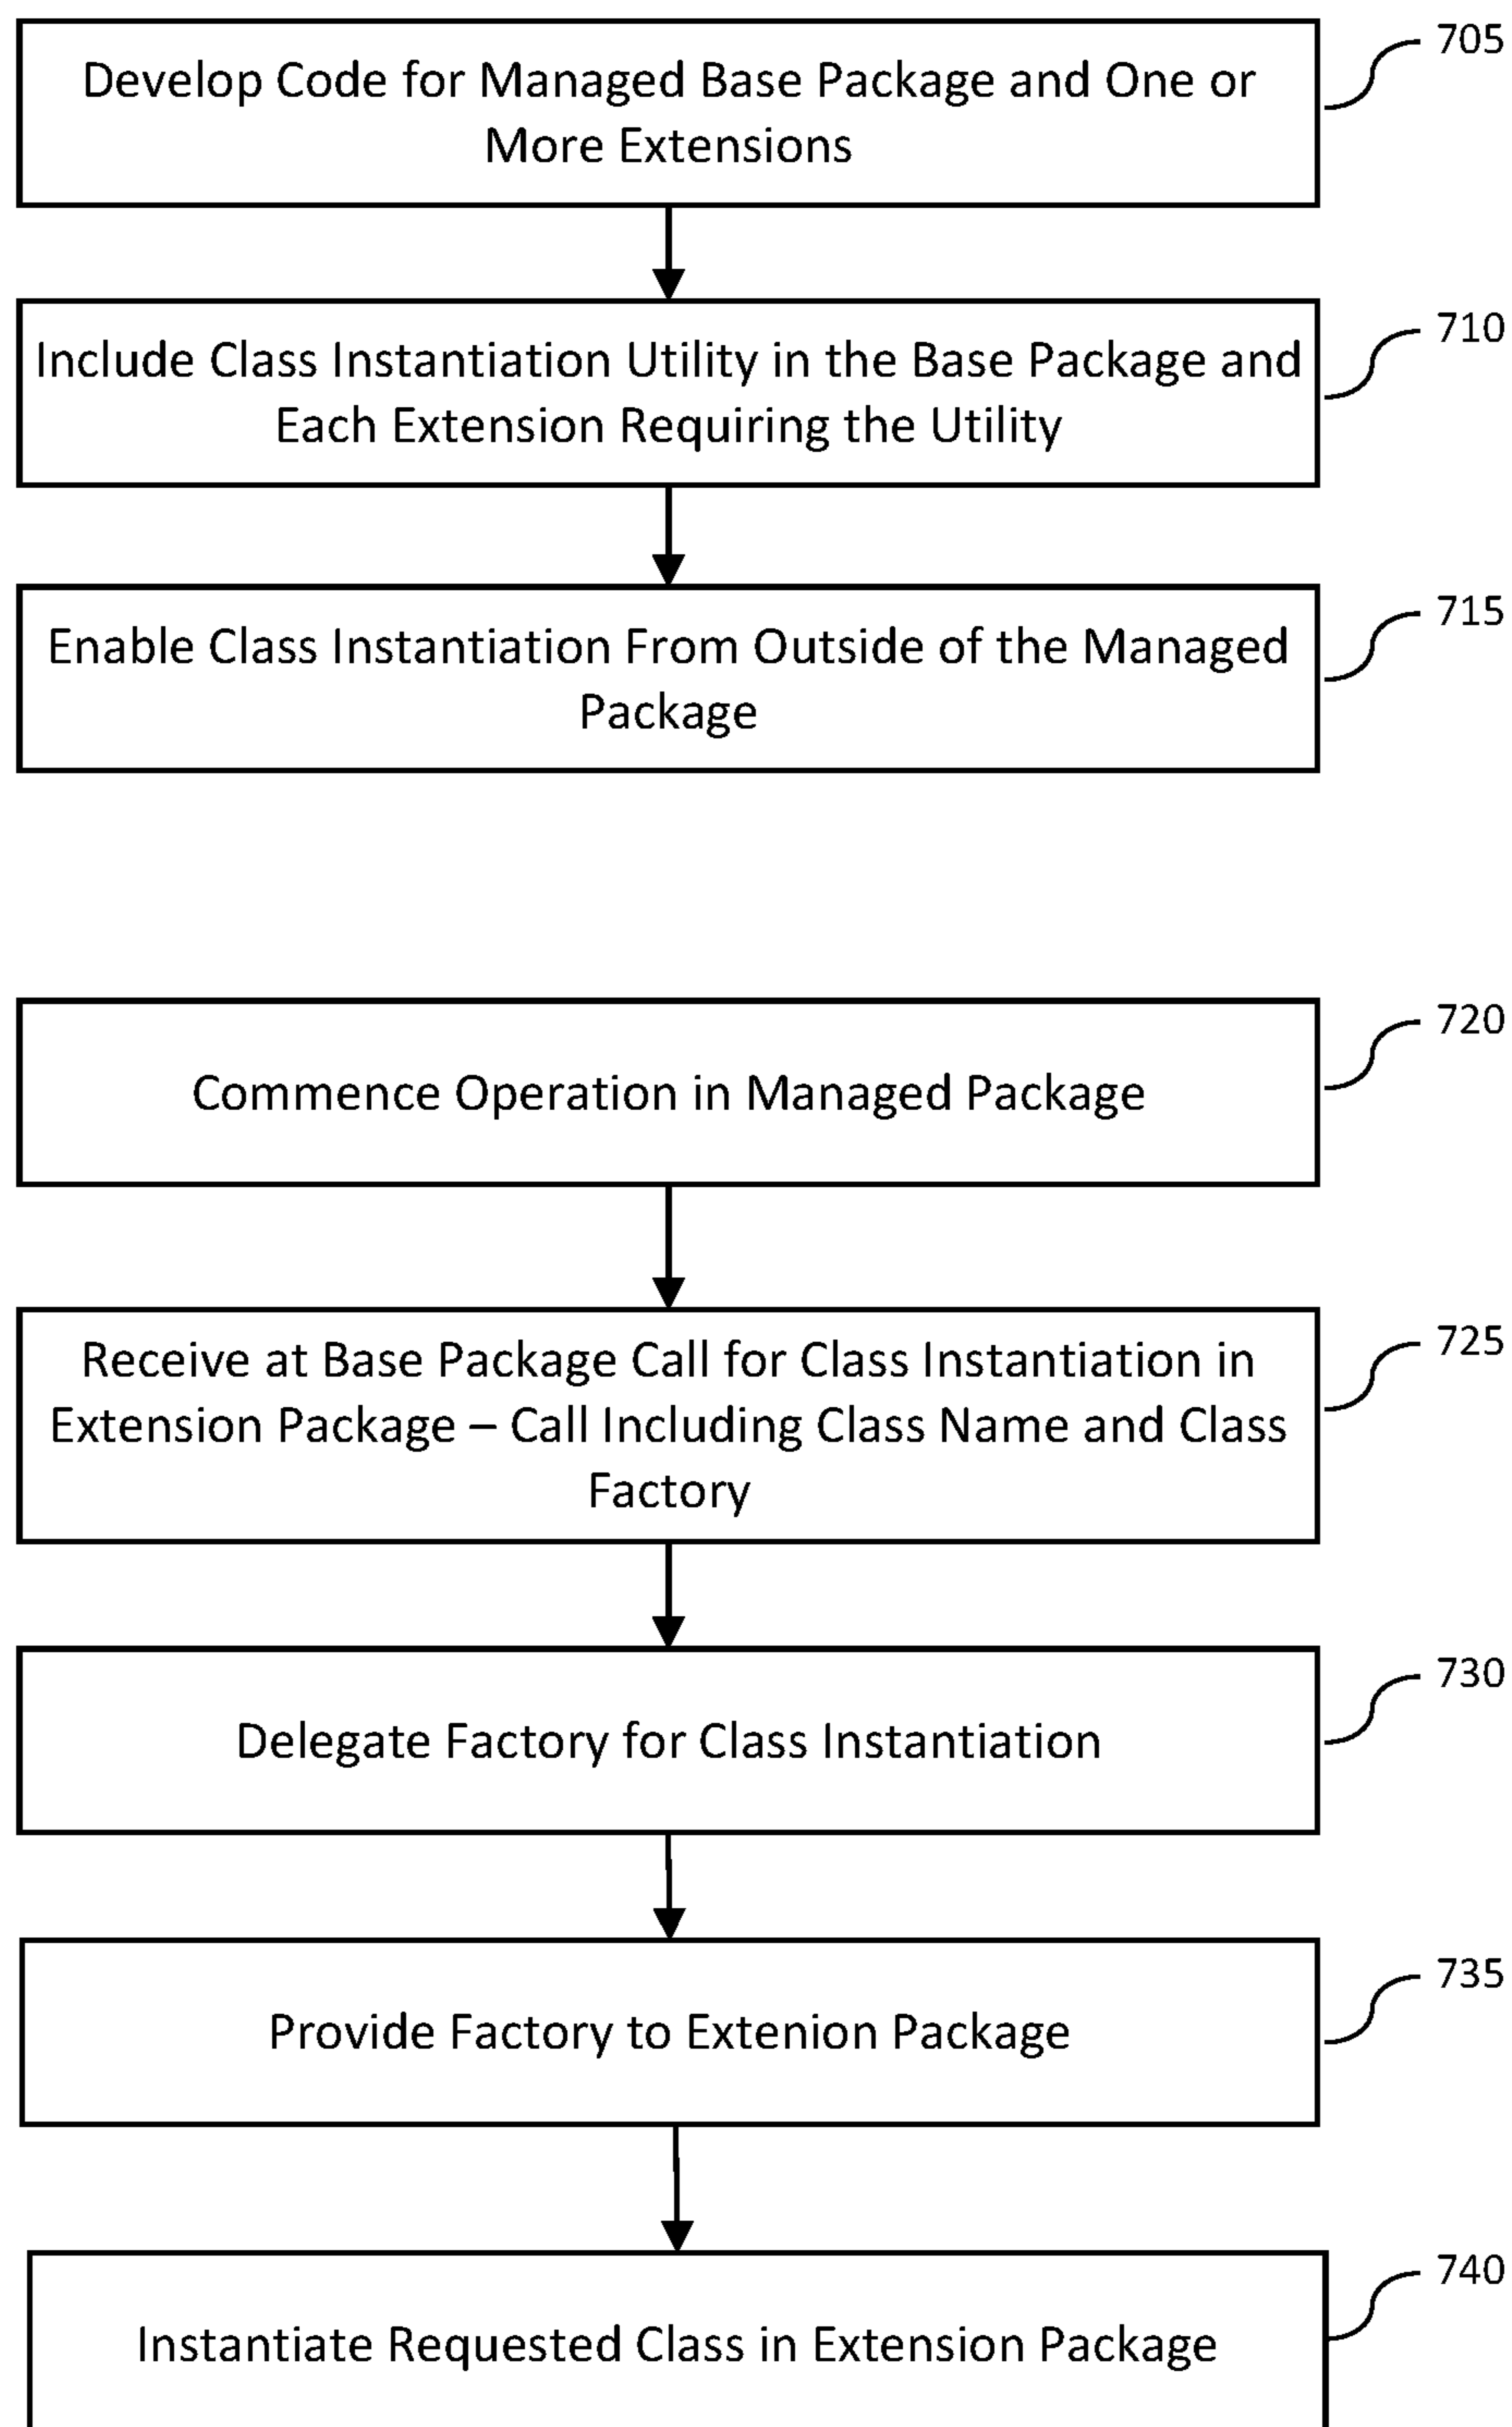 705
Develop Code for Managed Base Package and One or
More Extensions
710
Include Class Instantiation Utility in the Base Package and
Each Extension Requiring the Utility
715
Enable Class Instantiation From Outside of the Managed
Package
720
Commence Operation in Managed Package
725
Receive at Base Package Call for Class Instantiation in
Extension Package – Call Including Class Name and Class
Factory
730
Delegate Factory for Class Instantiation
735
Provide Factory to Extenion Package
740
Instantiate Requested Class in Extension Package